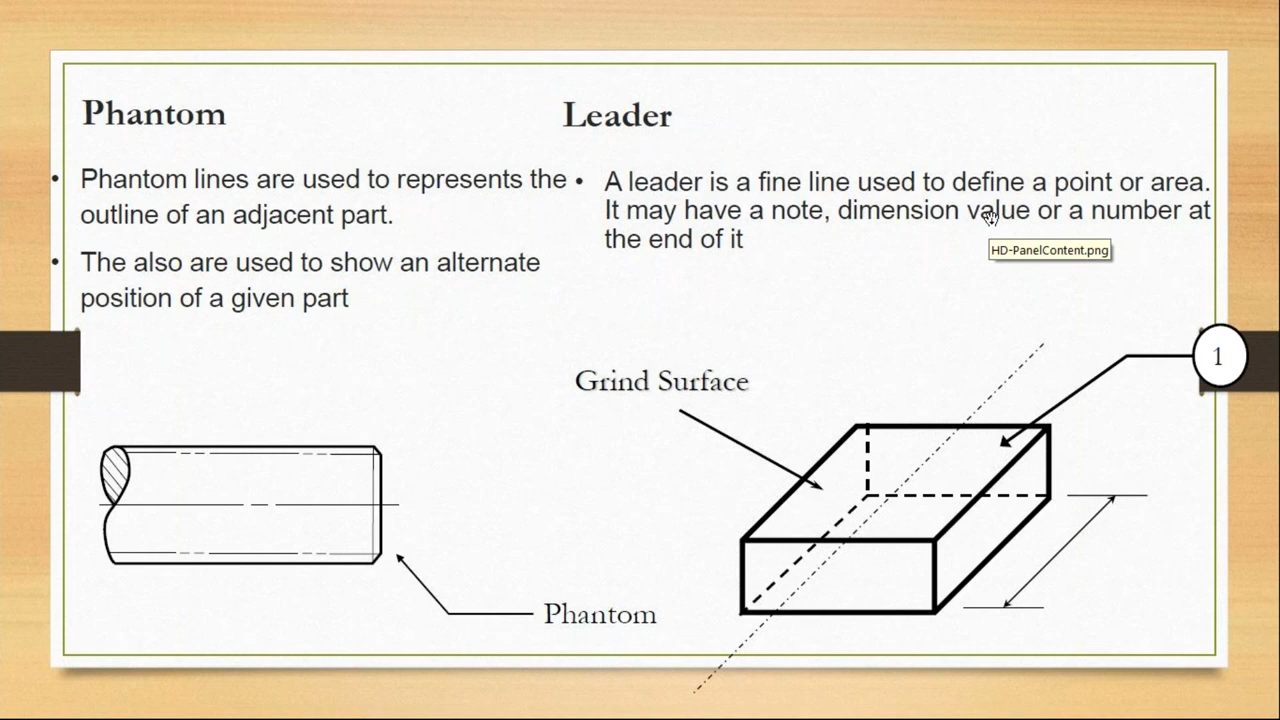 Phantom
• Phantom lines are used to represents the
outline of an adjacent part.
• The also are used to show an alternate
position of a given part
Leader
• A leader is a fine line used to define a point or area.
It may have a note, dimension value or a number at
the end of it
HD-PanelContent.png
Grind Surface
1
Phantom